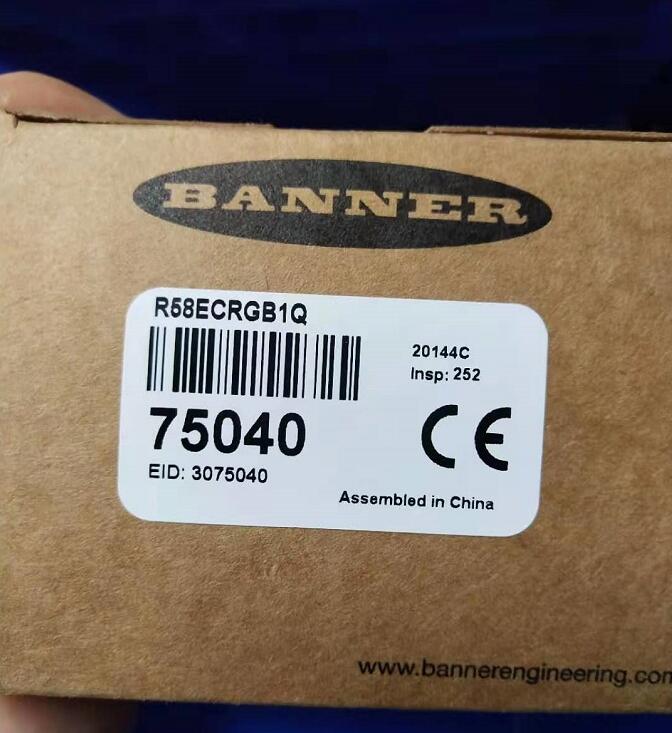 BANNER
R58ECRGB1Q
20144C
Insp: 252
75040
EID: 3075040
CE
Assembled in China
www.bannerengineering.com